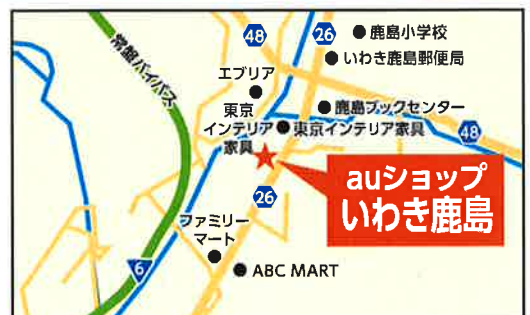 48
26
鹿島小学校
いわき鹿島郵便局
常磐バイパス
エブリア
鹿島ブックセンター
東京
インテリア
家具
東京インテリア家具
48
auショップ
いわき鹿島
26
ファミリー
マート
6
ABC MART